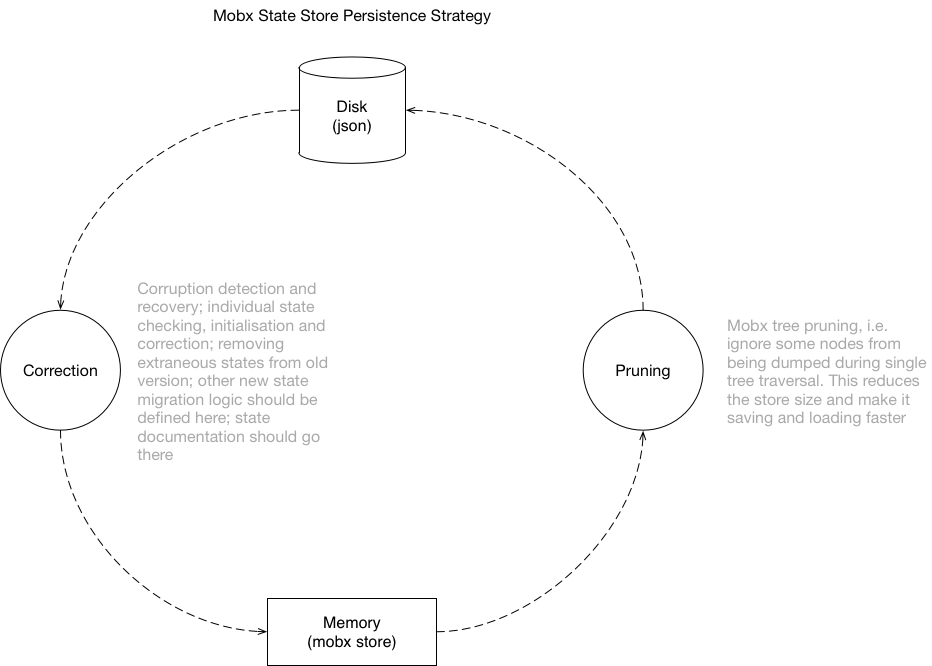 Mobx State Store Persistence Strategy
Disk
(json)
Corruption detection and
recovery; individual state
checking, initialisation and
correction; removing
extraneous states from old
version; other new state
migration logic should be
defined here; state
documentation should go
there
Correction
Pruning
Mobx tree pruning, i.e.
ignore some nodes from
being dumped during single
tree traversal. This reduces
the store size and make it
saving and loading faster
Memory
(mobx store)